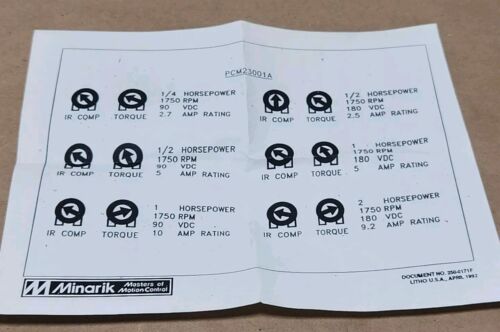 PCM23001A
IR COMP TORQUE
1/4 HORSEPOWER
1750 RPM
90 VDC
2.7 AMP RATING
IR COMP TORQUE
1/2 HORSEPOWER
1750 RPM
180 VDC
2.5 AMP RATING
IR COMP TORQUE
1/2 HORSEPOWER
1750 RPM
90 VDC
5 AMP RATING
IR COMP TORQUE
1 HORSEPOWER
1750 RPM
180 VDC
5 AMP RATING
IR COMP TORQUE
1 HORSEPOWER
1750 RPM
90 VDC
10 AMP RATING
IR COMP TORQUE
2 HORSEPOWER
1750 RPM
180 VDC
9.2 AMP RATING
Minarik
Masters of
Motion Control
DOCUMENT NO. 250-0171F
LITHO U.S.A., APRIL 1992